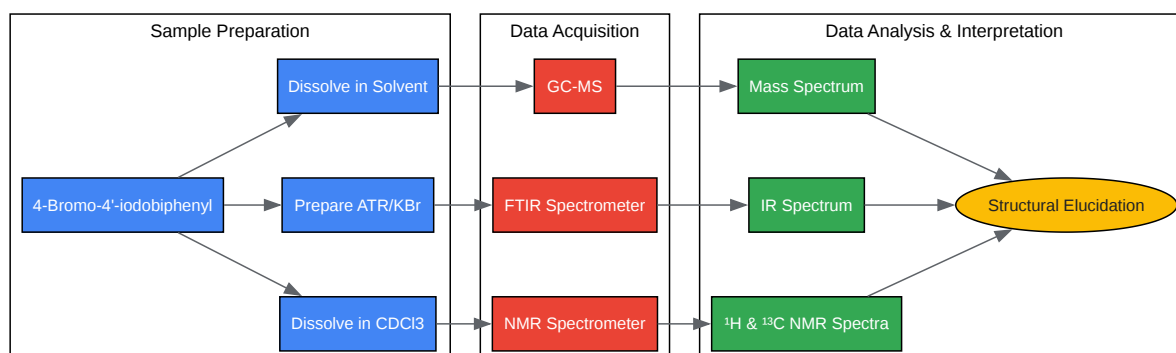 Sample Preparation
Data Acquisition
Data Analysis & Interpretation
Dissolve in Solvent
GC-MS
Mass Spectrum
4-Bromo-4'-iodobiphenyl
Prepare ATR/KBr
FTIR Spectrometer
IR Spectrum
Structural Elucidation
Dissolve in CDCl3
NMR Spectrometer
¹H & ¹³C NMR Spectra